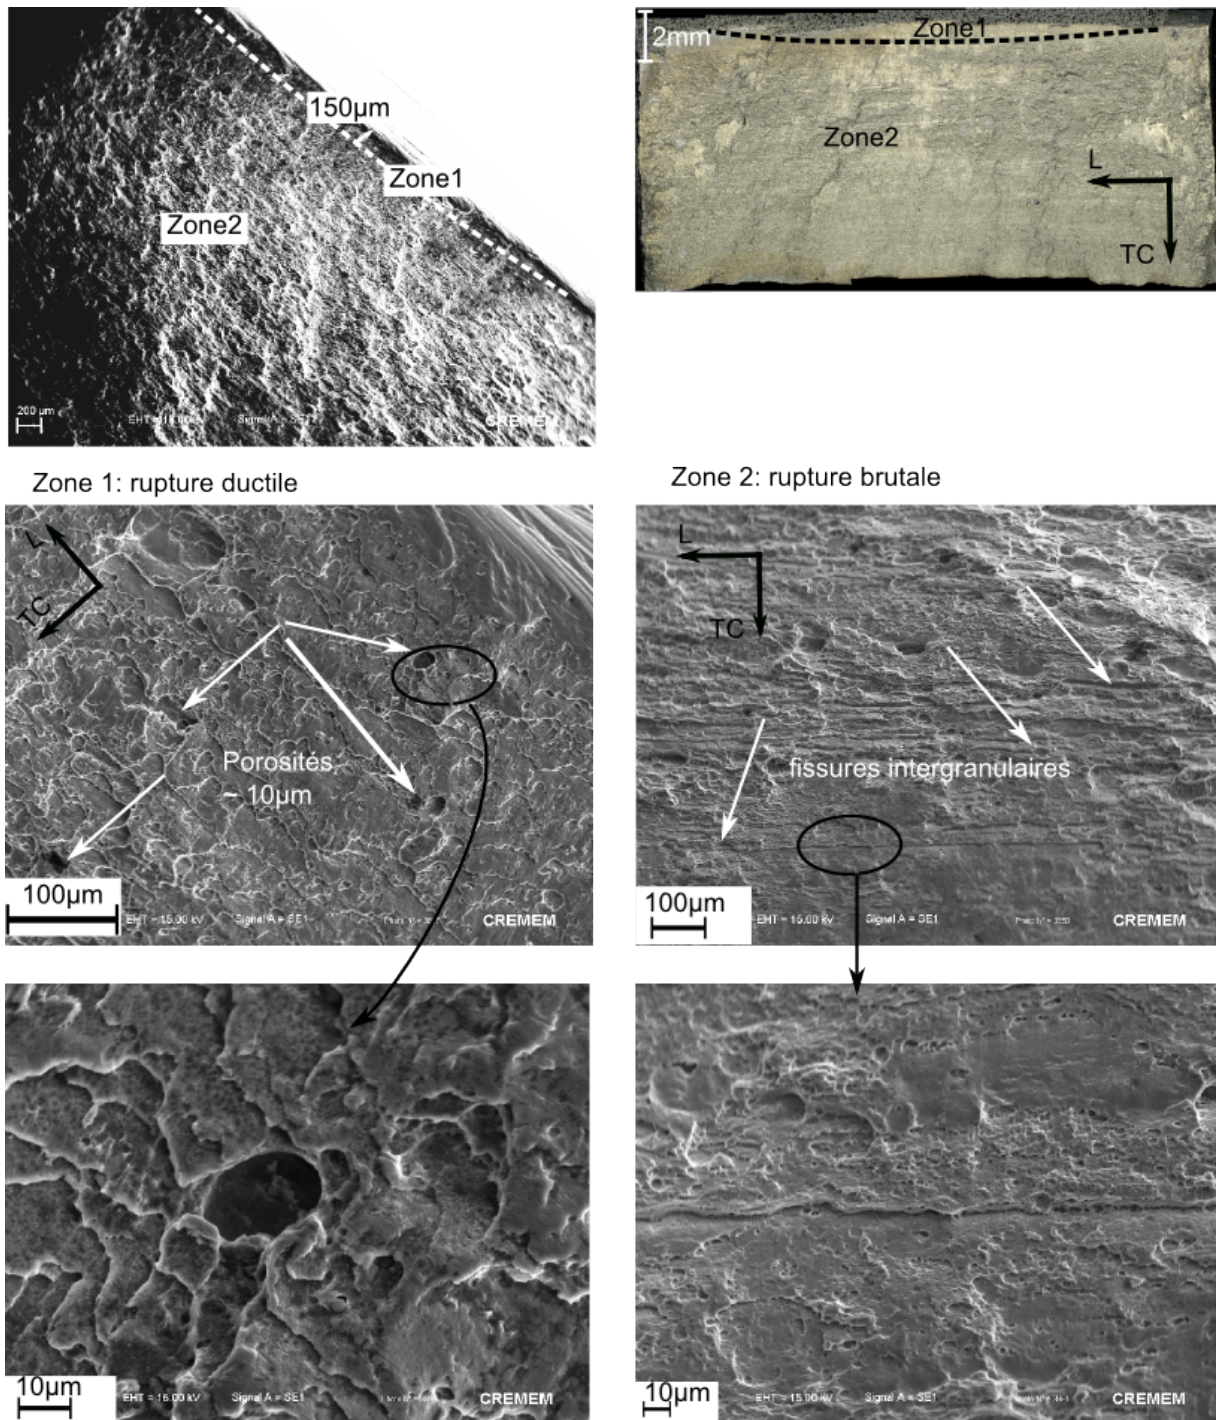 150µm
Zone1
Zone2
200 µm
Signal A = SE1
CREMEM
2mm
Zone1
Zone2
L
TC
Zone 1: rupture ductile
Zone 2: rupture brutale
L
TC
Porosités
~ 10µm
100µm
EHT = 15.00 kV
Signal A = SE1
CREMEM
L
TC
fissures intergranulaires
100µm
EHT = 15.00 kV
Signal A = SE1
CREMEM
10µm
EHT = 15.00 kV
Signal A = SE1
CREMEM
10µm
EHT = 15.00 kV
Signal A = SE1
CREMEM